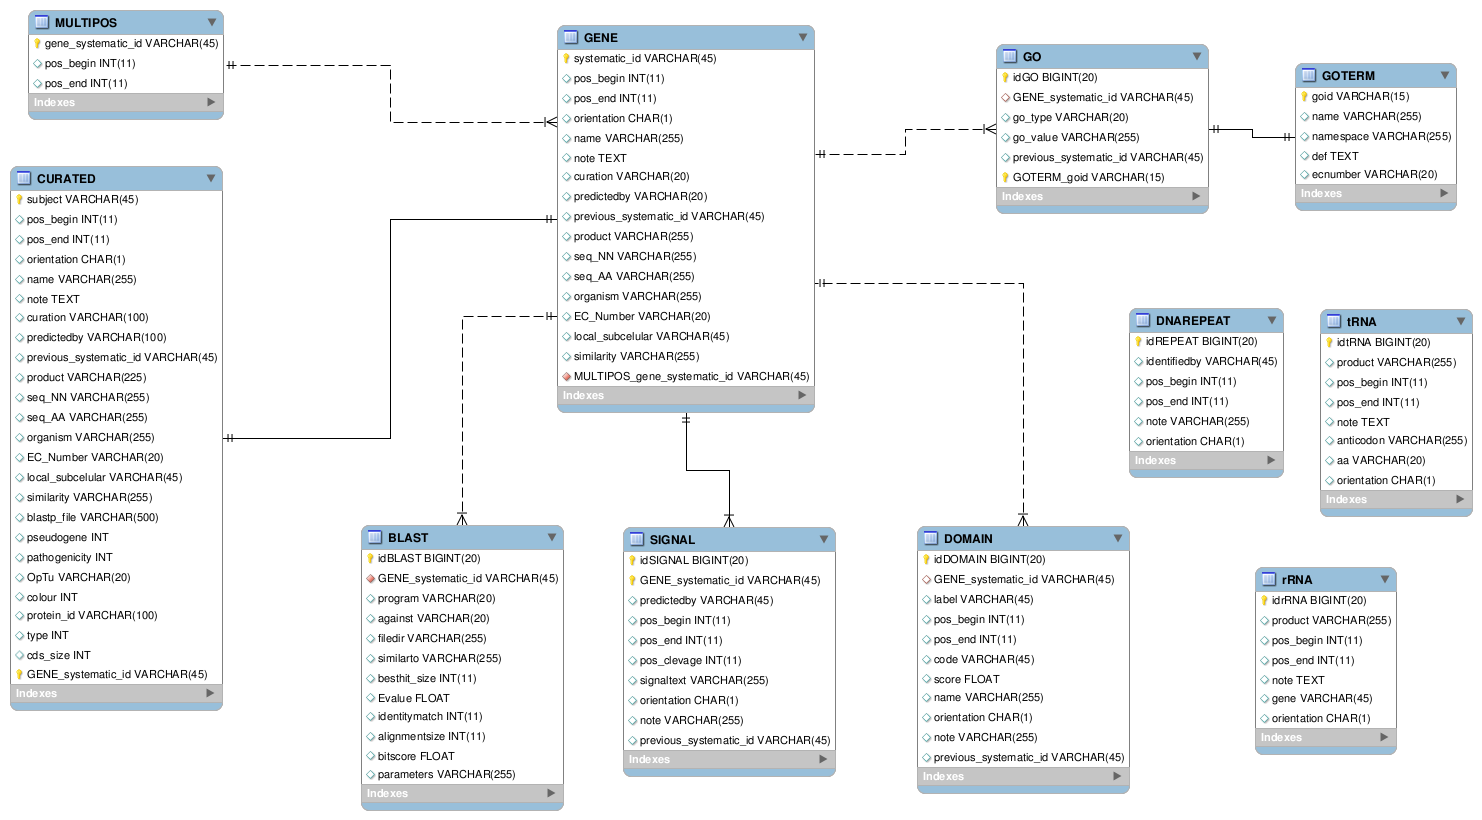 MULTIPOS
gene_systematic_id VARCHAR(45)
pos_begin INT(11)
pos_end INT(11)
Indexes
CURATED
subject VARCHAR(45)
pos_begin INT(11)
pos_end INT(11)
orientation CHAR(1)
name VARCHAR(255)
note TEXT
curation VARCHAR(100)
predictedby VARCHAR(100)
previous_systematic_id VARCHAR(45)
product VARCHAR(225)
seq_NN VARCHAR(255)
seq_AA VARCHAR(255)
organism VARCHAR(255)
EC_Number VARCHAR(20)
local_subcelular VARCHAR(45)
similarity VARCHAR(255)
blastp_file VARCHAR(500)
pseudogene INT
pathogenicity INT
OpTu VARCHAR(20)
colour INT
protein_id VARCHAR(100)
type INT
cds_size INT
GENE_systematic_id VARCHAR(45)
Indexes
GENE
systematic_id VARCHAR(45)
pos_begin INT(11)
pos_end INT(11)
orientation CHAR(1)
name VARCHAR(255)
note TEXT
curation VARCHAR(20)
predictedby VARCHAR(20)
previous_systematic_id VARCHAR(45)
product VARCHAR(255)
seq_NN VARCHAR(255)
seq_AA VARCHAR(255)
organism VARCHAR(255)
EC_Number VARCHAR(20)
local_subcelular VARCHAR(45)
similarity VARCHAR(255)
MULTIPOS_gene_systematic_id VARCHAR(45)
Indexes
GO
idGO BIGINT(20)
GENE_systematic_id VARCHAR(45)
go_type VARCHAR(20)
go_value VARCHAR(255)
previous_systematic_id VARCHAR(45)
GOTERM_goid VARCHAR(15)
Indexes
GOTERM
goid VARCHAR(15)
name VARCHAR(255)
namespace VARCHAR(255)
def TEXT
ecnumber VARCHAR(20)
Indexes
DNAREPEAT
idREPEAT BIGINT(20)
identifiedby VARCHAR(45)
pos_begin INT(11)
pos_end INT(11)
note VARCHAR(255)
orientation CHAR(1)
Indexes
tRNA
idtRNA BIGINT(20)
product VARCHAR(255)
pos_begin INT(11)
pos_end INT(11)
note TEXT
anticodon VARCHAR(255)
aa VARCHAR(20)
orientation CHAR(1)
Indexes
BLAST
idBLAST BIGINT(20)
GENE_systematic_id VARCHAR(45)
program VARCHAR(20)
against VARCHAR(20)
filedir VARCHAR(255)
similarto VARCHAR(255)
besthit_size INT(11)
Evalue FLOAT
identitymatch INT(11)
alignmentsize INT(11)
bitscore FLOAT
parameters VARCHAR(255)
Indexes
SIGNAL
idSIGNAL BIGINT(20)
GENE_systematic_id VARCHAR(45)
predictedby VARCHAR(45)
pos_begin INT(11)
pos_end INT(11)
pos_clevage INT(11)
signaltext VARCHAR(255)
orientation CHAR(1)
note VARCHAR(255)
previous_systematic_id VARCHAR(45)
Indexes
DOMAIN
idDOMAIN BIGINT(20)
GENE_systematic_id VARCHAR(45)
label VARCHAR(45)
pos_begin INT(11)
pos_end INT(11)
code VARCHAR(45)
score FLOAT
name VARCHAR(255)
orientation CHAR(1)
note VARCHAR(255)
previous_systematic_id VARCHAR(45)
Indexes
rRNA
idrRNA BIGINT(20)
product VARCHAR(255)
pos_begin INT(11)
pos_end INT(11)
note TEXT
gene VARCHAR(45)
orientation CHAR(1)
Indexes